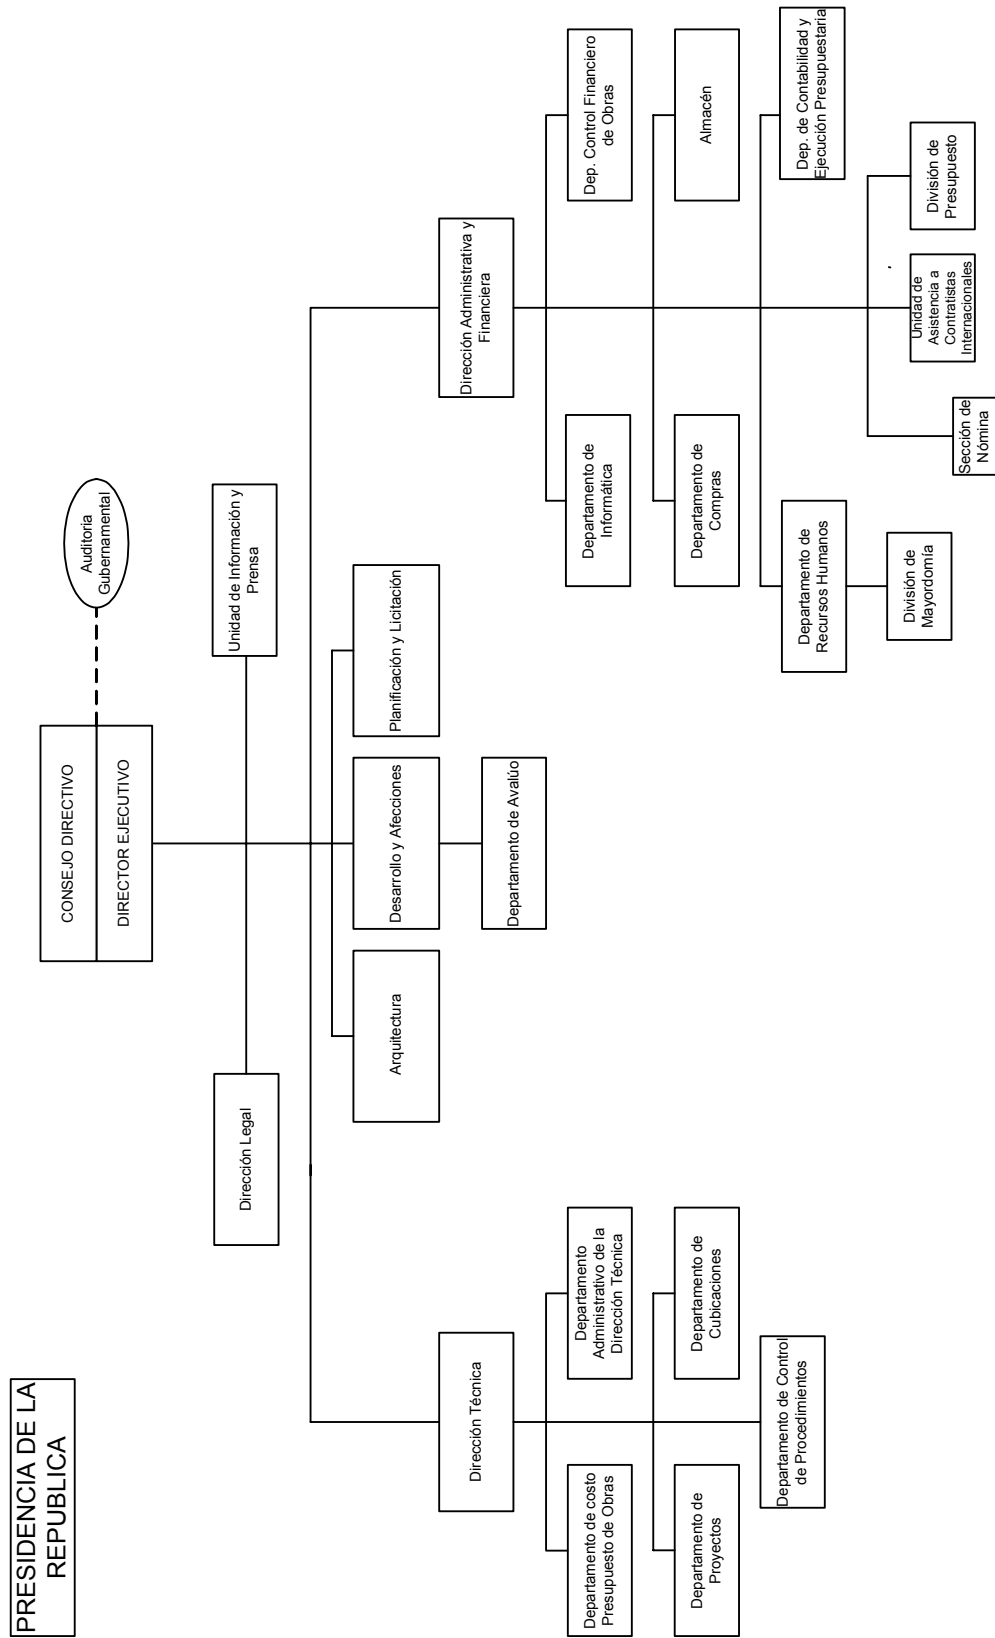 PRESIDENCIA DE LA
REPUBLICA
CONSEJO DIRECTIVO
DIRECTOR EJECUTIVO
Auditoria
Gubernamental
Dirección Legal
Unidad de Información y
Prensa
Arquitectura
Desarrollo y Afecciones
Planificación y Licitación
Departamento de Avalúo
Dirección Técnica
Dirección Administrativa y
Financiera
Departamento de costo
Presupuesto de Obras
Departamento
Administrativo de la
Dirección Técnica
Departamento de
Proyectos
Departamento de
Cubicaciones
Departamento de Control
de Procedimientos
Departamento de
Informática
Dep. Control Financiero
de Obras
Departamento de
Compras
Almacén
Departamento de
Recursos Humanos
Dep. de Contabilidad y
Ejecución Presupuestaria
División de
Mayordomía
Sección de
Nómina
Unidad de
Asistencia a
Contratistas
Internacionales
División de
Presupuesto